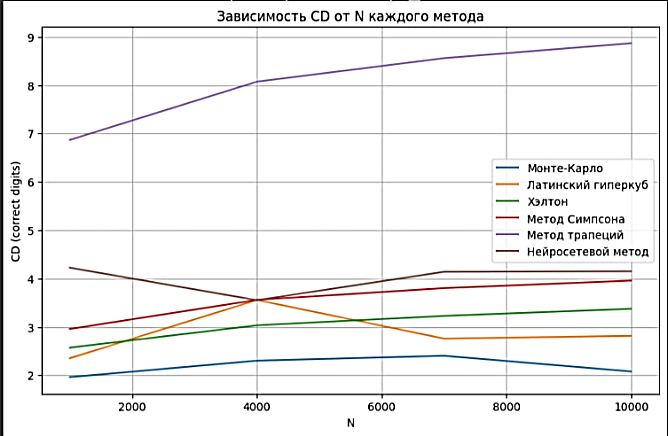 Зависимость CD от N каждого метода
CD (correct digits)
9
8
7
6
5
4
3
2
Монте-Карло
Латинский гиперкуб
Хэлтон
Метод Симпсона
Метод трапеций
Нейросетевой метод
2000 4000 6000 8000 10000
N